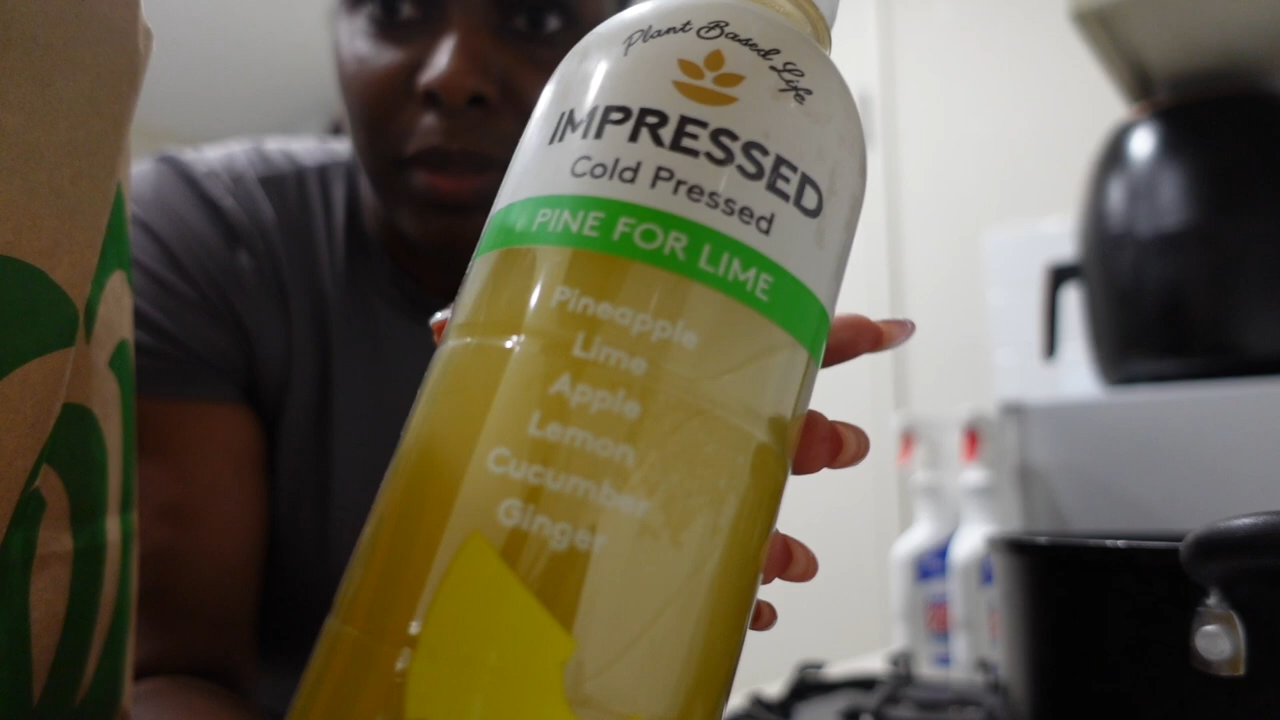 Plant Based Life
IMPRESSED
Cold Pressed
PINE FOR LIME
Pineapple
Lime
Apple
Lemon
Cucumber
Ginger